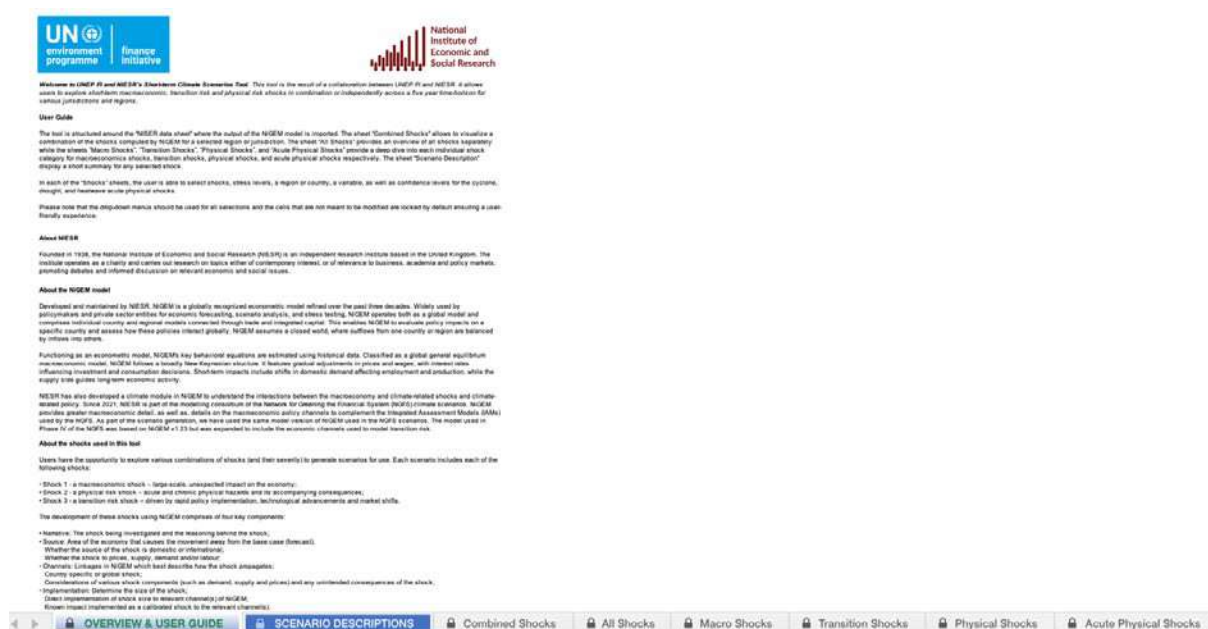 UN
environment
programme
finance
initiative
National
Institute of
Economic and
Social Research
Welcome to UNEP FI and NIESR's Short-term Climate Scenarios Tool. This tool is the result of a collaboration between UNEP FI and NIESR. It allows
users to explore short-term macroeconomic, transition risk and physical risk shocks in combination or independently across a five year time-horizon for
various jurisdictions and regions.
User Guide
The tool is structured around the "NISER data sheet" where the output of the NiGEM model is imported. The sheet "Combined Shocks" allows to visualize a
combination of the shocks computed by NiGEM for a selected region or jurisdiction. The sheet "All Shocks" provides an overview of all shocks separately
while the sheets "Macro Shocks", "Transition Shocks", "Physical Shocks", and "Acute Physical Shocks" provide a deep dive into each individual shock
category for macroeconomics shocks, transition shocks, physical shocks, and acute physical shocks respectively. The sheet "Scenario Description"
display a short summary for any selected shock.
In each of the "Shocks" sheets, the user is able to select shocks, stress levels, a region or country, a variable, as well as confidence levels for the cyclone,
drought, and heatwave acute physical shocks.
Please note that the drop-down menus should be used for all selections and the cells that are not meant to be modified are locked by default ensuring a user-
friendly experience.
About NIESR
Founded in 1938, the National Institute of Economic and Social Research (NIESR) is an independent research institute based in the United Kingdom. The
institute operates as a charity and carries out research on topics either of contemporary interest, or of relevance to business, academia and policy markets,
promoting debates and informed discussion on relevant economic and social issues.
About the NiGEM model
Developed and maintained by NIESR, NiGEM is a globally recognized econometric model refined over the past three decades. Widely used by
policymakers and private sector entities for economic forecasting, scenario analysis, and stress testing, NiGEM operates both as a global model and
comprises individual country and regional models connected through trade and integrated capital. This enables NiGEM to evaluate policy impacts on a
specific country and assess how these policies interact globally. NiGEM assumes a closed world, where outflows from one country or region are balanced
by inflows into others.
Functioning as an econometric model, NiGEM's key behavioral equations are estimated using historical data. Classified as a global general equilibrium
macroeconomic model, NiGEM follows a broadly New-Keynesian structure. It features gradual adjustments in prices and wages, with interest rates
influencing investment and consumption decisions. Short-term impacts include shifts in domestic demand affecting employment and production, while the
supply side guides long-term economic activity.
NIESR has also developed a climate module in NiGEM to understand the interactions between the macroeconomy and climate-related shocks and climate-
related policy. Since 2021, NIESR is part of the modelling consortium of the Network for Greening the Financial System (NGFS) climate scenarios. NiGEM
provides greater macroeconomic detail, as well as, details on the macroeconomic policy channels to complement the Integrated Assessment Models (IAMs)
used by the NGFS. As part of the scenario generation, we have used the same model version of NiGEM used in the NGFS scenarios. The model used in
Phase IV of the NGFS was based on NiGEM v1.23 but was expanded to include the economic channels used to model transition risk.
About the shocks used in this tool
Users have the opportunity to explore various combinations of shocks (and their severity) to generate scenarios for use. Each scenario includes each of the
following shocks:
• Shock 1 - a macroeconomic shock – large-scale, unexpected impact on the economy;
• Shock 2 - a physical risk shock – acute and chronic physical hazards and its accompanying consequences;
• Shock 3 - a transition risk shock – driven by rapid policy implementation, technological advancements and market shifts.
The development of these shocks using NiGEM comprises of four key components:
• Narrative: The shock being investigated and the reasoning behind the shock;
• Source: Area of the economy that causes the movement away from the base case (forecast).
Whether the source of the shock is domestic or international;
Whether the shock to prices, supply, demand and/or labour;
• Channels: Linkages in NiGEM which best describe how the shock propagates:
Country specific or global shock;
Considerations of various shock components (such as demand, supply and prices) and any unintended consequences of the shock;
• Implementation: Determine the size of the shock;
Direct implementation of shock size to relevant channel(s) of NiGEM;
Known impact implemented as a calibrated shock to the relevant channel(s).
OVERVIEW & USER GUIDE SCENARIO DESCRIPTIONS Combined Shocks All Shocks Macro Shocks Transition Shocks Physical Shocks Acute Physical Shocks